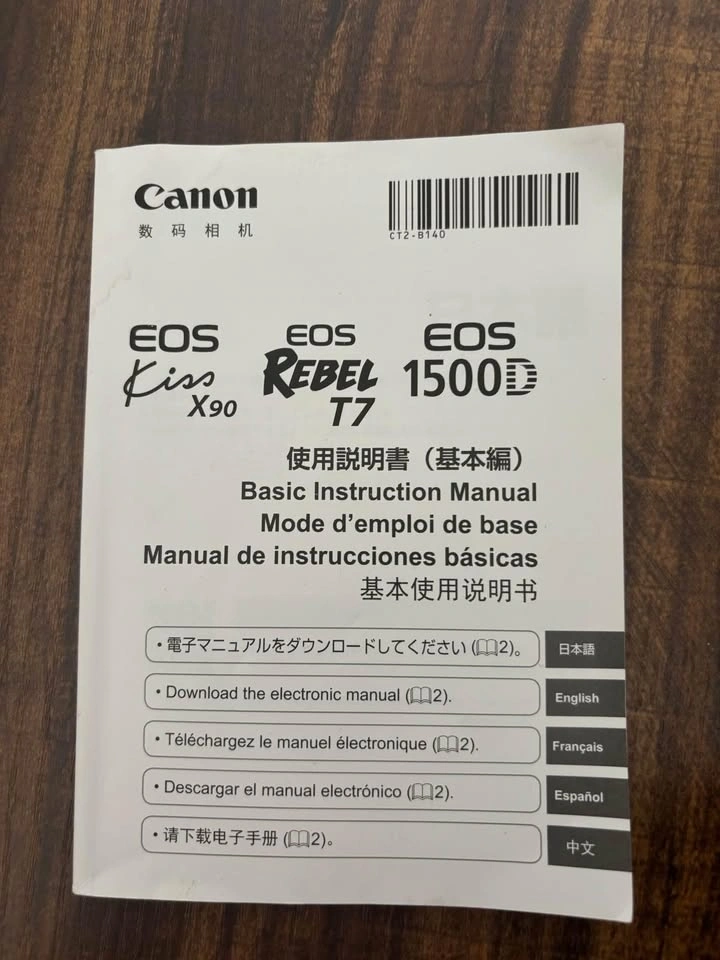 Canon
数码相机
CT2-B140
EOS Kiss X90
EOS REBEL T7
EOS 1500D
使用説明書（基本編）
Basic Instruction Manual
Mode d'emploi de base
Manual de instrucciones básicas
基本使用说明书
• 電子マニュアルをダウンロードしてください (📖2)。 日本語
• Download the electronic manual (📖2). English
• Téléchargez le manuel électronique (📖2). Français
• Descargar el manual electrónico (📖2). Español
• 请下载电子手册 (📖2)。 中文